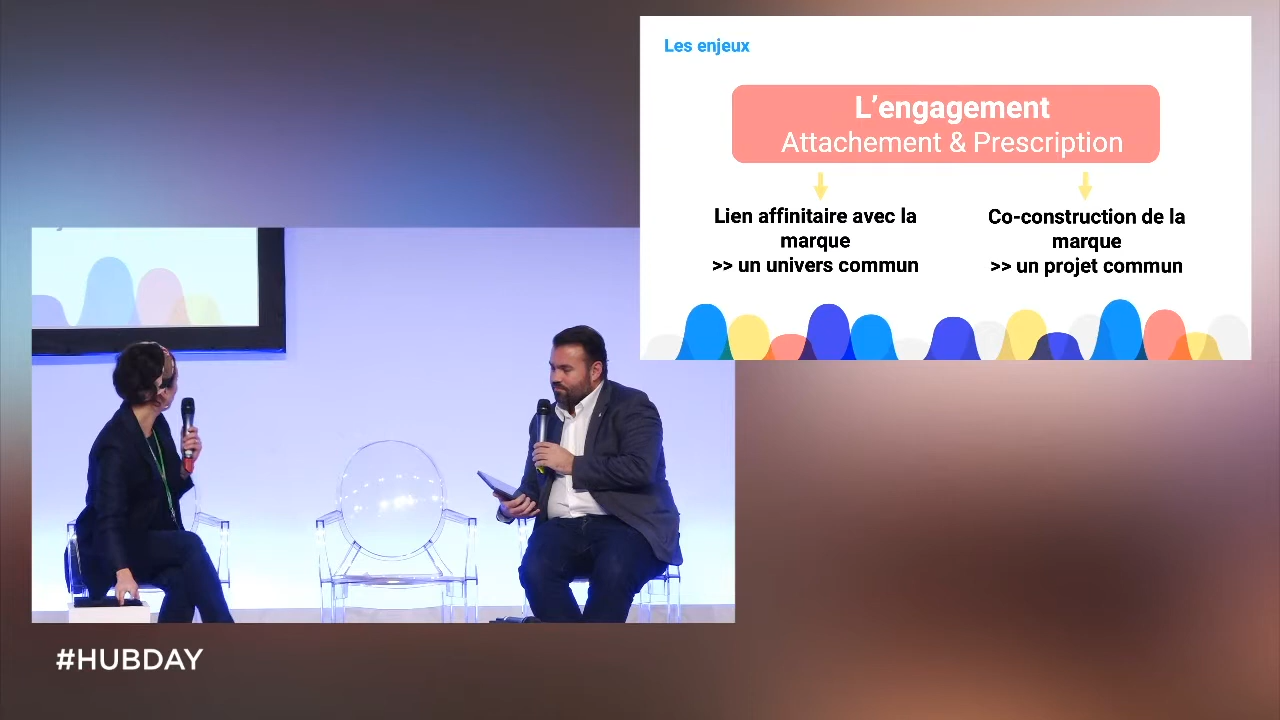 Les enjeux
L’engagement
Attachement & Prescription
Lien affinitaire avec la
marque
>> un univers commun
Co-construction de la
marque
>> un projet commun
#HUBDAY